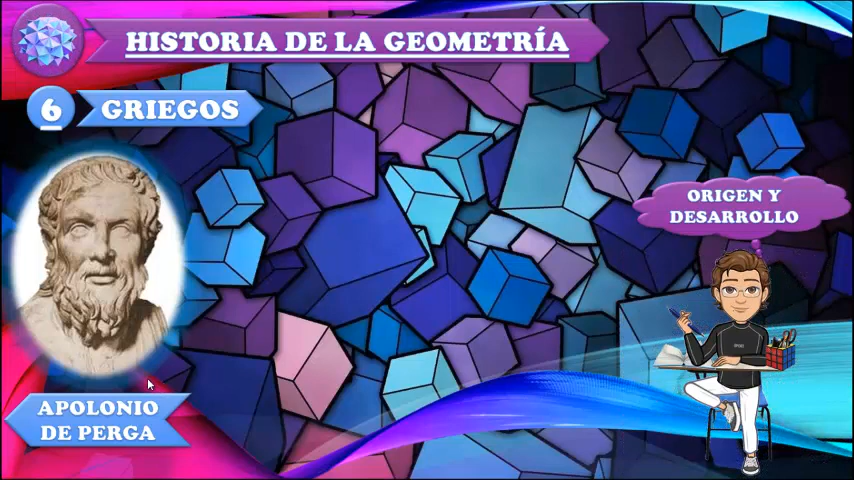 HISTORIA DE LA GEOMETRÍA
6 GRIEGOS
ORIGEN Y
DESARROLLO
APOLONIO
DE PERGA